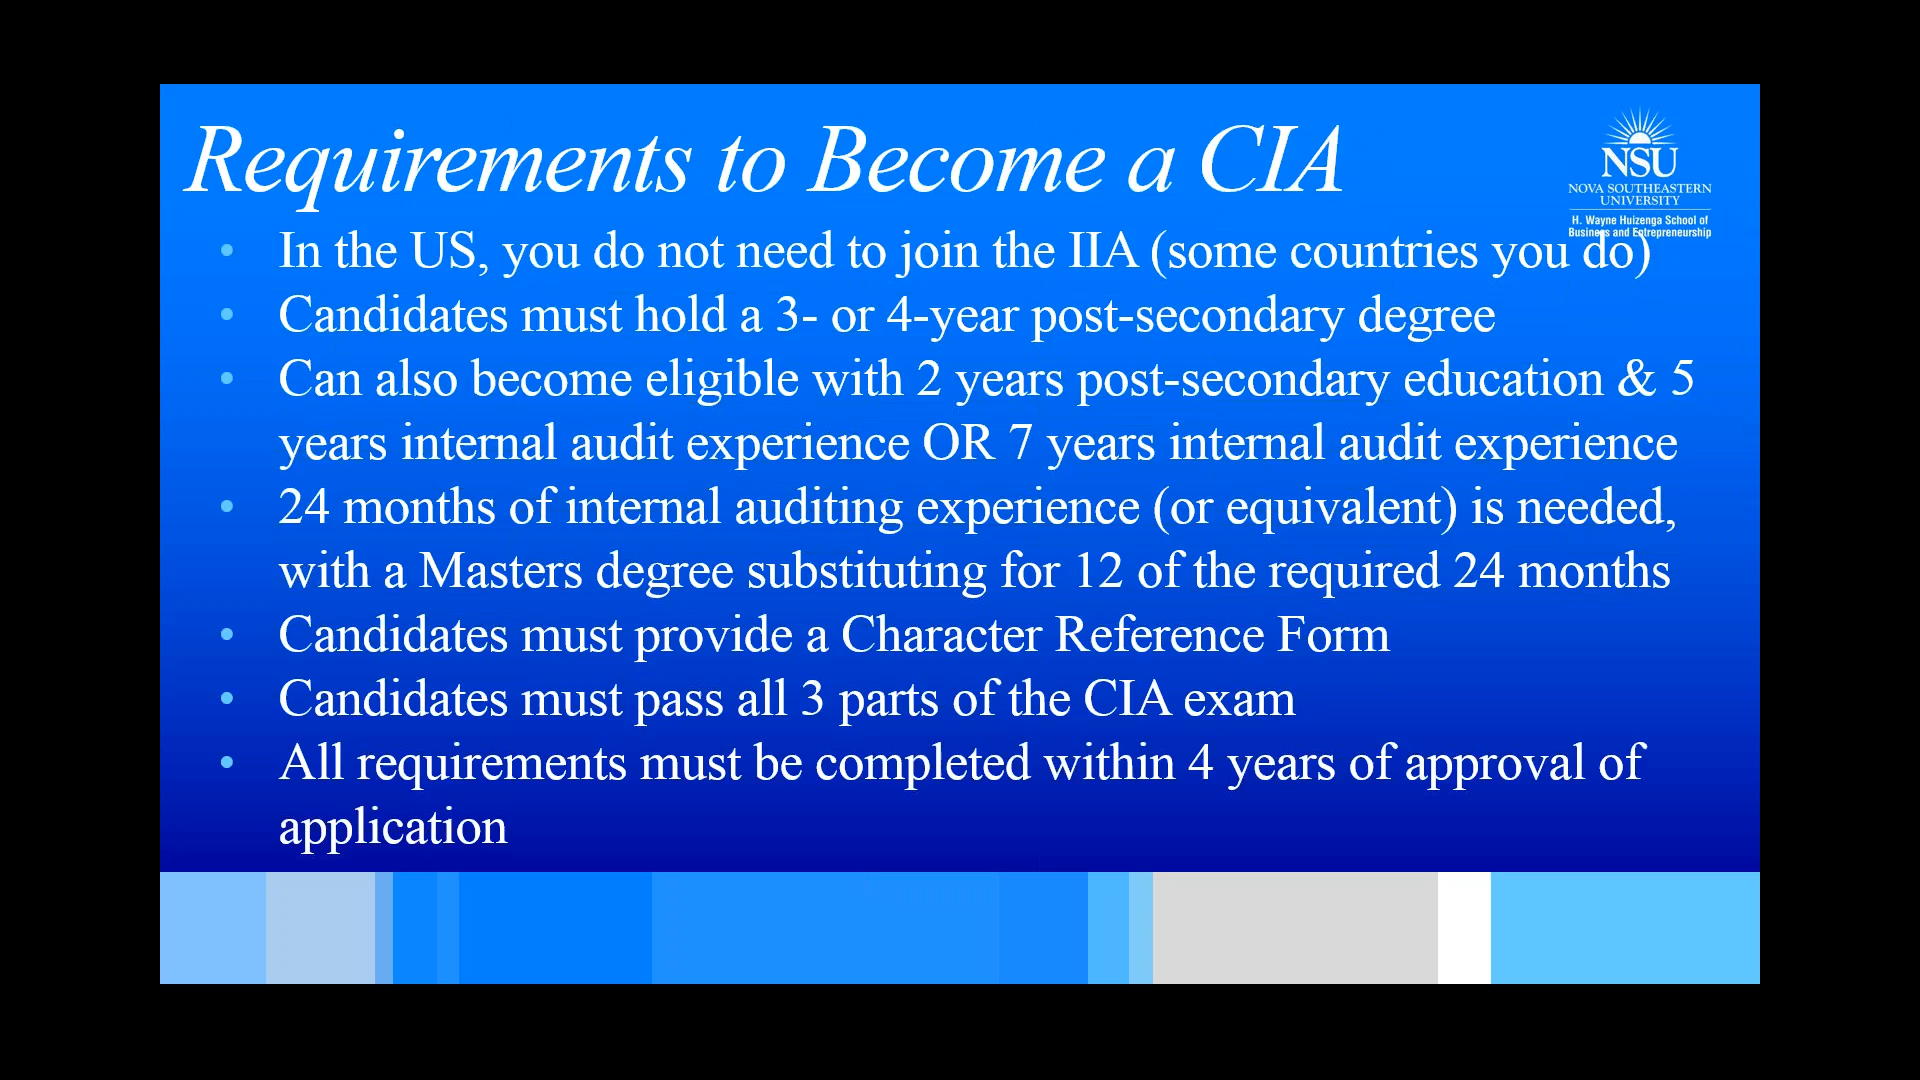 Requirements to Become a CIA
NSU
NOVA SOUTHEASTERN
UNIVERSITY
H. Wayne Huizenga School of
Business and Entrepreneurship
• In the US, you do not need to join the IIA (some countries you do)
• Candidates must hold a 3- or 4-year post-secondary degree
• Can also become eligible with 2 years post-secondary education & 5
years internal audit experience OR 7 years internal audit experience
• 24 months of internal auditing experience (or equivalent) is needed,
with a Masters degree substituting for 12 of the required 24 months
• Candidates must provide a Character Reference Form
• Candidates must pass all 3 parts of the CIA exam
• All requirements must be completed within 4 years of approval of
application